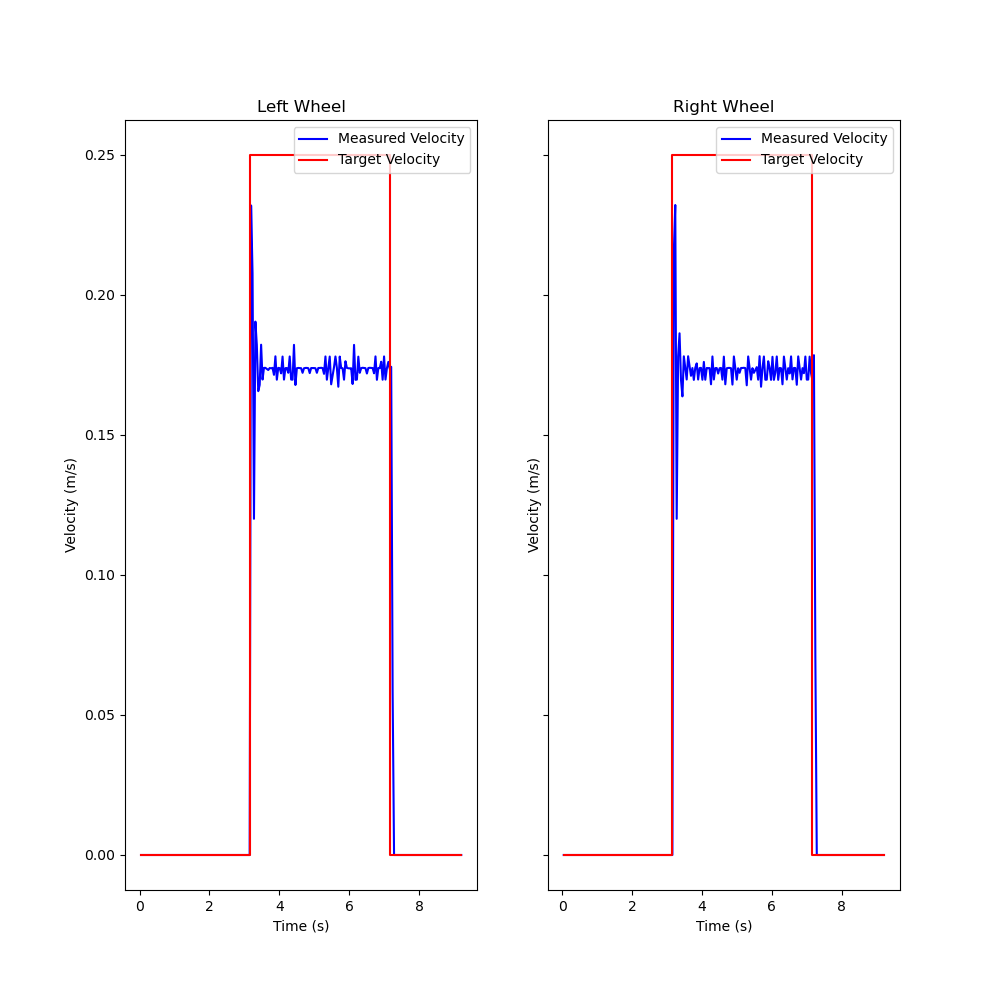 Left Wheel
Measured Velocity
Target Velocity
0.25
0.20
0.15
0.10
0.05
0.00
Velocity (m/s)
0 2 4 6 8
Time (s)
Right Wheel
Measured Velocity
Target Velocity
Velocity (m/s)
0 2 4 6 8
Time (s)